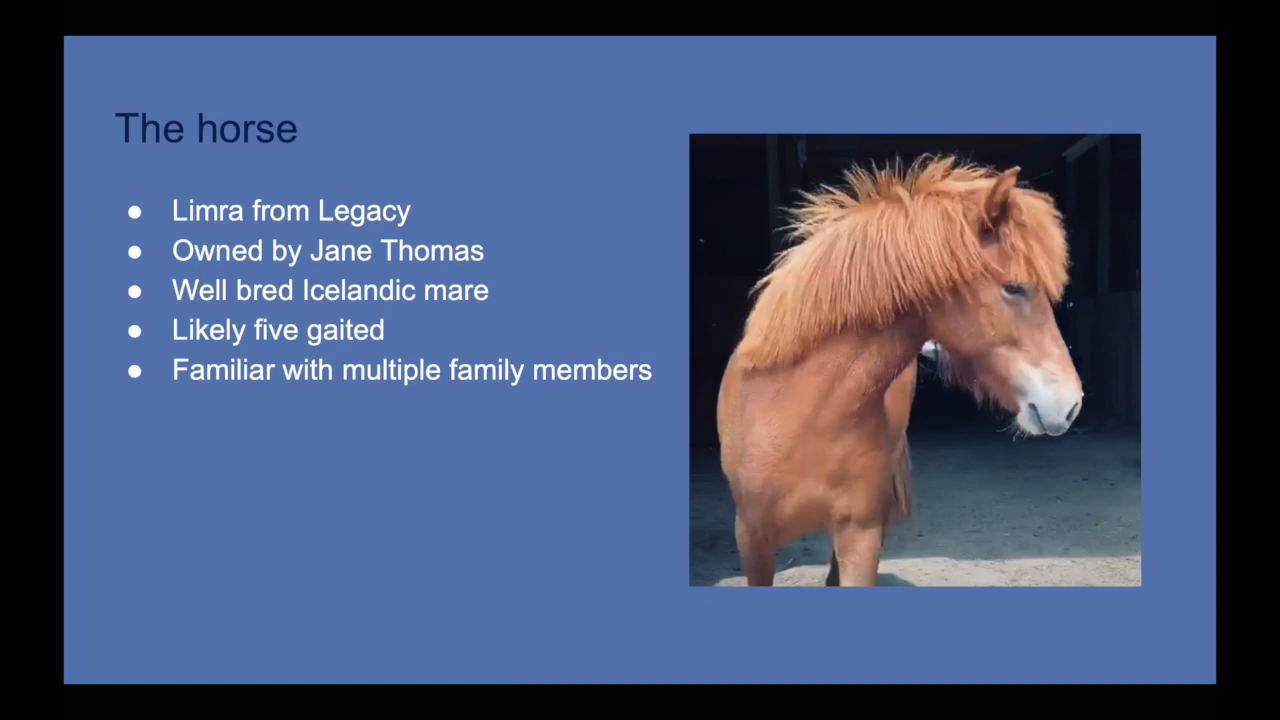 The horse
● Limra from Legacy
● Owned by Jane Thomas
● Well bred Icelandic mare
● Likely five gaited
● Familiar with multiple family members